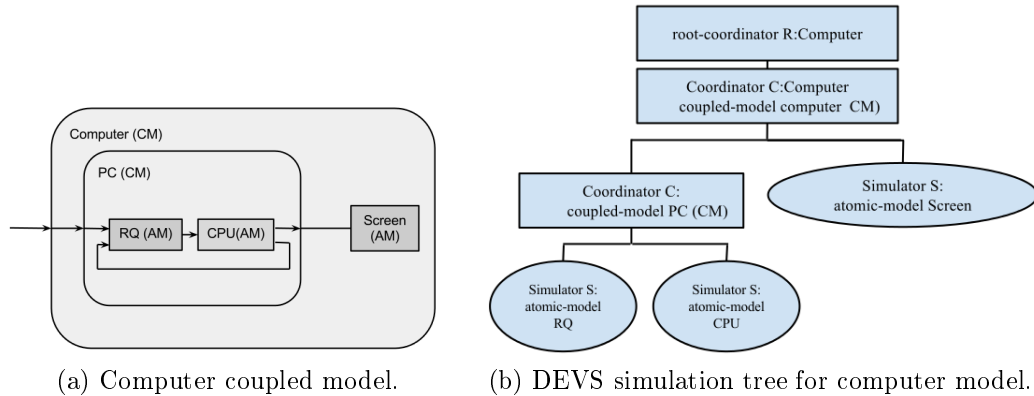 Computer (CM)
PC (CM)
RQ (AM)
CPU(AM)
Screen
(AM)
(a) Computer coupled model.
root-coordinator R:Computer
Coordinator C:Computer
coupled-model computer CM)
Coordinator C:
coupled-model PC (CM)
Simulator S:
atomic-model Screen
Simulator S:
atomic-model
RQ
Simulator S:
atomic-model
CPU
(b) DEVS simulation tree for computer model.